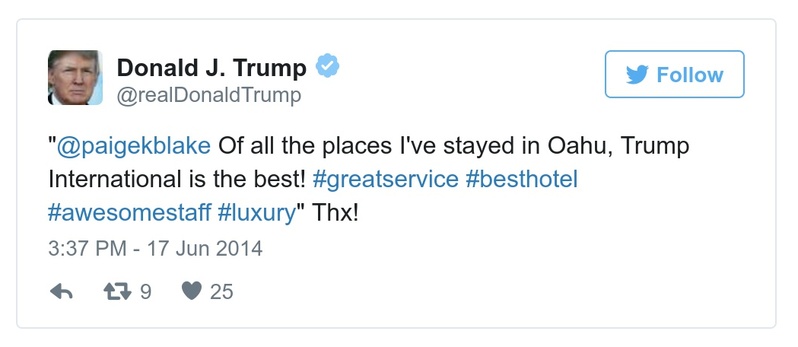 Donald J. Trump
@realDonaldTrump
Follow
"@paigekblake Of all the places I've stayed in Oahu, Trump
International is the best! #greatservice #besthotel
#awesomestaff #luxury" Thx!
3:37 PM - 17 Jun 2014
9 25